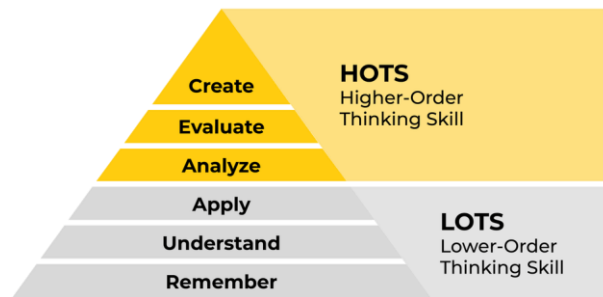 Create
Evaluate
Analyze
Apply
Understand
Remember
HOTS
Higher-Order
Thinking Skill
LOTS
Lower-Order
Thinking Skill